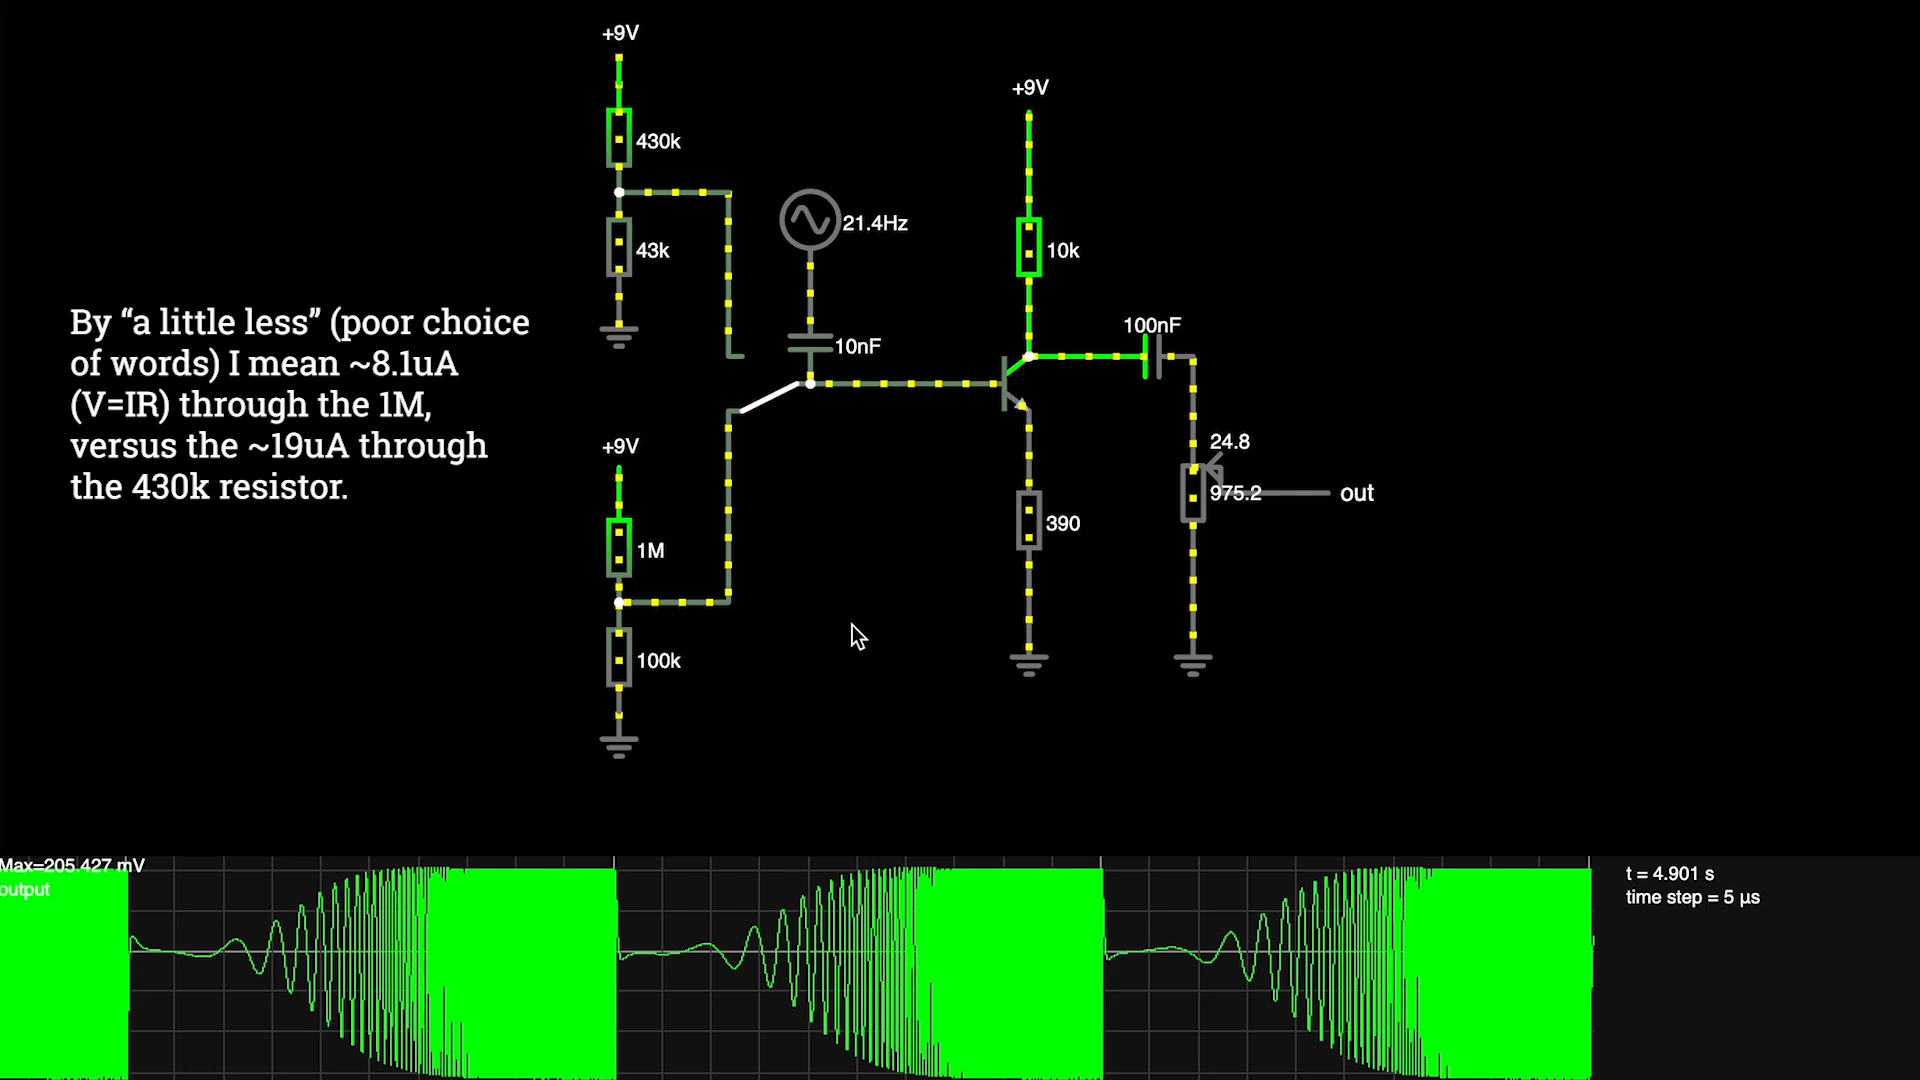 +9V
+9V
430k
21.4Hz
43k
10k
By “a little less” (poor choice
of words) I mean ~8.1uA
(V=IR) through the 1M,
versus the ~19uA through
the 430k resistor.
100nF
10nF
24.8
+9V
975.2
out
390
1M
100k
Max=205.427 mV
output
t = 4.901 s
time step = 5 µs